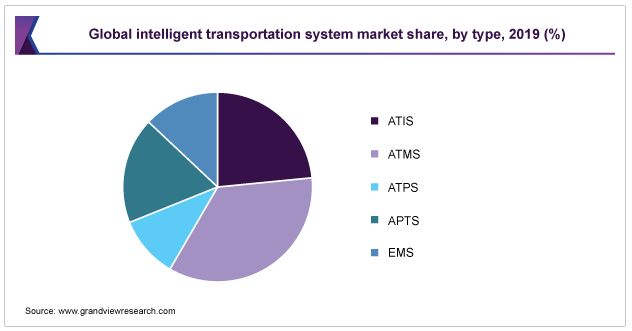 Global intelligent transportation system market share, by type, 2019 (%)
ATIS
ATMS
ATPS
APTS
EMS
Source: www.grandviewresearch.com